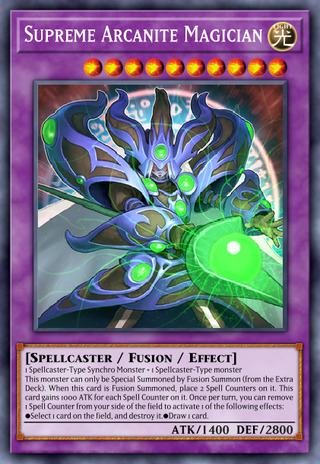 Supreme Arcanite Magician
LIGHT
光
[Spellcaster / Fusion / Effect]
1 Spellcaster-Type Synchro Monster + 1 Spellcaster-Type monster
This monster can only be Special Summoned by Fusion Summon (from the Extra
Deck). When this card is Fusion Summoned, place 2 Spell Counters on it. This
card gains 1000 ATK for each Spell Counter on it. Once per turn, you can remove
1 Spell Counter from your side of the field to activate 1 of the following effects:
●Select 1 card on the field, and destroy it.●Draw 1 card.
ATK/1400 DEF/2800